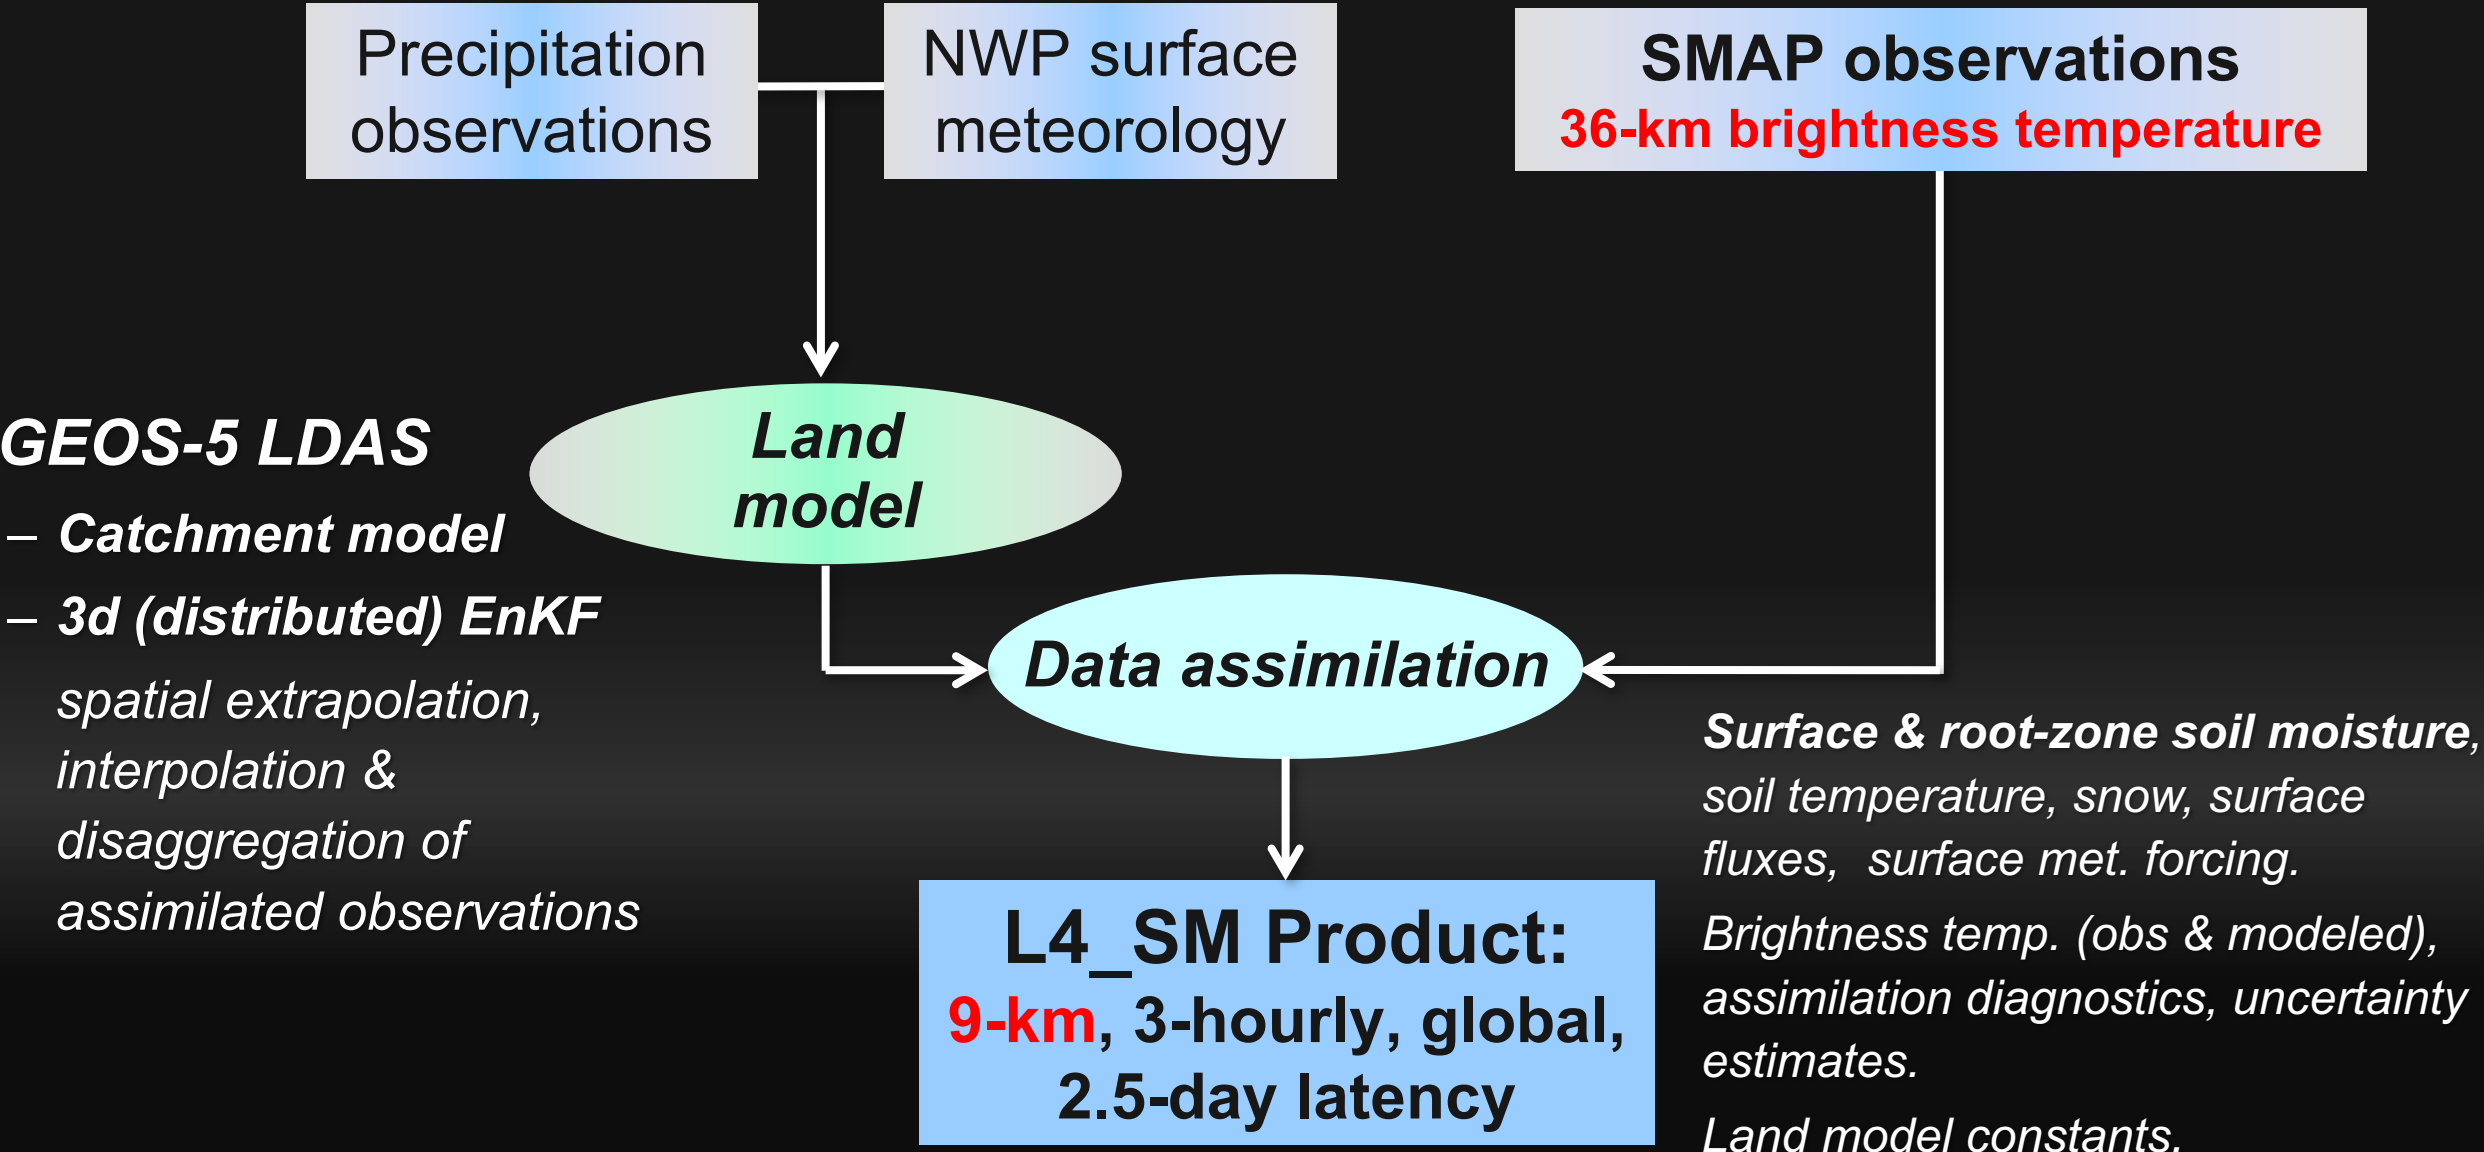 Precipitation
observations
NWP surface
meteorology
SMAP observations
36-km brightness temperature
Land
model
GEOS-5 LDAS
– Catchment model
– 3d (distributed) EnKF
spatial extrapolation,
interpolation &
disaggregation of
assimilated observations
Data assimilation
Surface & root-zone soil moisture,
soil temperature, snow, surface
fluxes, surface met. forcing.
Brightness temp. (obs & modeled),
assimilation diagnostics, uncertainty
estimates.
Land model constants.
L4_SM Product:
9-km, 3-hourly, global,
2.5-day latency